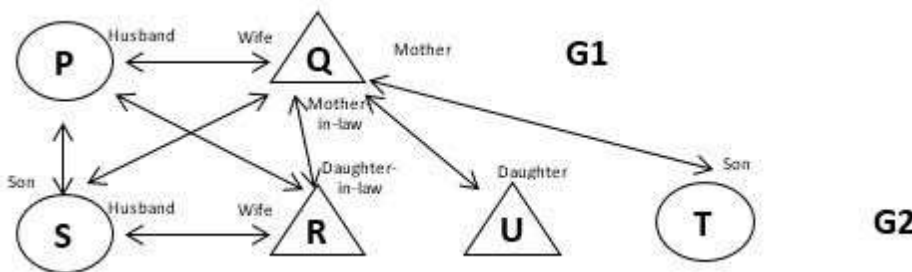 Husband Wife Mother G1
P Q
Mother-
in-law
Daughter-
in-law
Daughter Son
Son
Husband Wife
S R U T G2